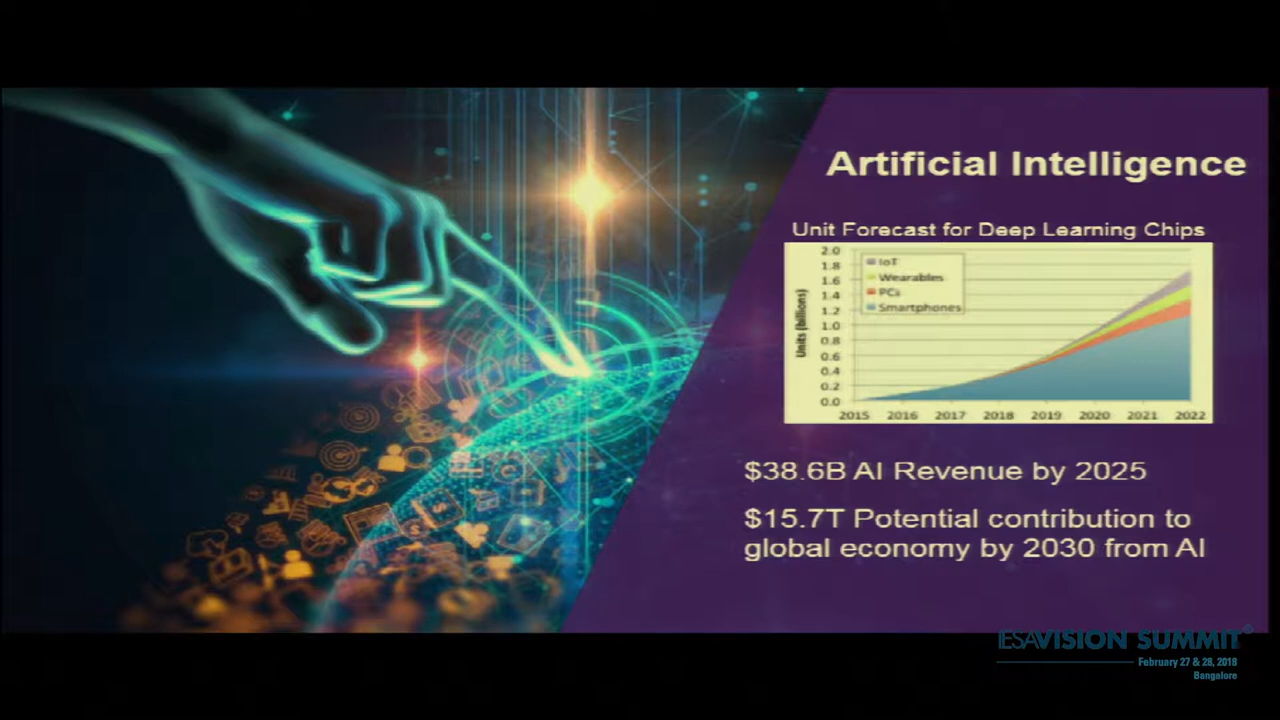 Artificial Intelligence
Unit Forecast for Deep Learning Chips
2.0
1.8
1.6
1.4
1.2
1.0
0.8
0.6
0.4
0.2
0.0
Units (billions)
IoT
Wearables
PCs
Smartphones
2015 2016 2017 2018 2019 2020 2021 2022
$38.6B AI Revenue by 2025
$15.7T Potential contribution to
global economy by 2030 from AI
IESAVISION SUMMIT
February 27 & 28, 2018
Bangalore